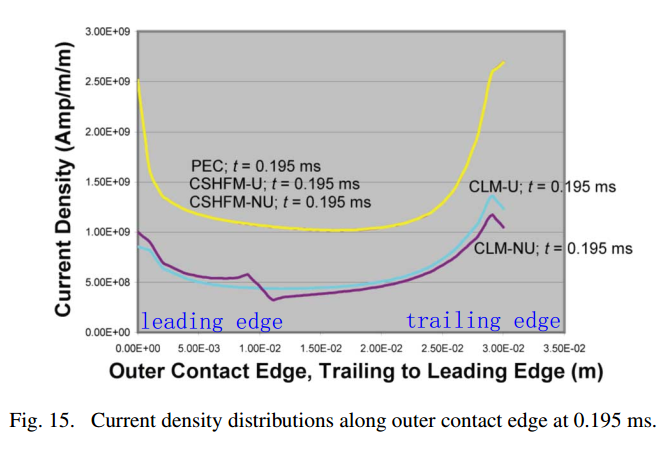 Current Density (Amp/m/m)
3.00E+09
2.50E+09
2.00E+09
1.50E+09
1.00E+09
5.00E+08
0.00E+00
PEC; t = 0.195 ms
CSHFM-U; t = 0.195 ms
CSHFM-NU; t = 0.195 ms
CLM-U; t = 0.195 ms
CLM-NU; t = 0.195 ms
leading edge
trailing edge
0.00E+00 5.00E-03 1.00E-02 1.50E-02 2.00E-02 2.50E-02 3.00E-02 3.50E-02
Outer Contact Edge, Trailing to Leading Edge (m)
Fig. 15. Current density distributions along outer contact edge at 0.195 ms.